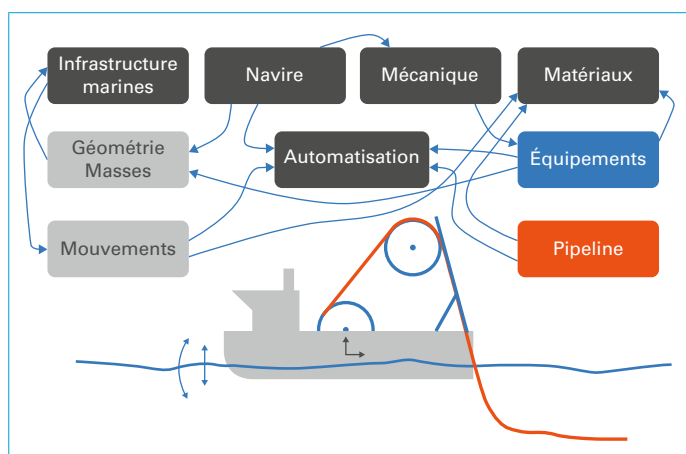 Infrastructure
marines
Navire
Mécanique
Matériaux
Géométrie
Masses
Automatisation
Équipements
Mouvements
Pipeline